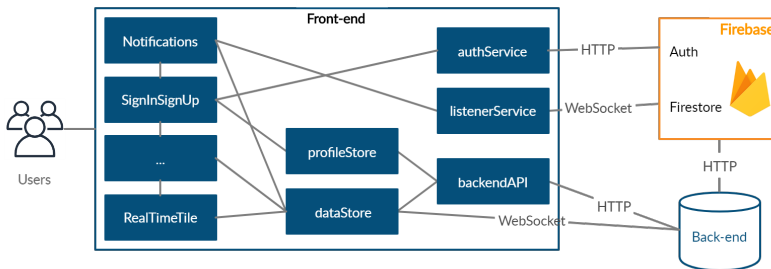 Front-end
Firebase
Notifications
authService
HTTP
Auth
SignInSignUp
listenerService
WebSocket
Firestore
Users
...
profileStore
backendAPI
HTTP
RealTimeTile
dataStore
WebSocket
HTTP
Back-end